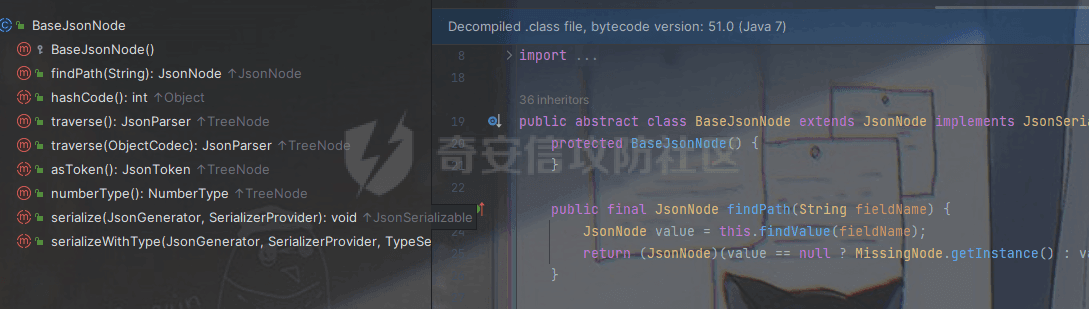 BaseJsonNode
BaseJsonNode()
findPath(String): JsonNode ↑JsonNode
hashCode(): int ↑Object
traverse(): JsonParser ↑TreeNode
traverse(ObjectCodec): JsonParser ↑TreeNode
asToken(): JsonToken ↑TreeNode
numberType(): NumberType ↑TreeNode
serialize(JsonGenerator, SerializerProvider): void ↑JsonSerializable
serializeWithType(JsonGenerator, SerializerProvider, TypeSe
Decompiled .class file, bytecode version: 51.0 (Java 7)
8 import ...
18
36 inheritors
19 public abstract class BaseJsonNode extends JsonNode implements JsonSeria
20 protected BaseJsonNode() {
21 }
22
public final JsonNode findPath(String fieldName) {
24 JsonNode value = this.findValue(fieldName);
25 return (JsonNode)(value == null ? MissingNode.getInstance() : va
}
奇安信攻防社区